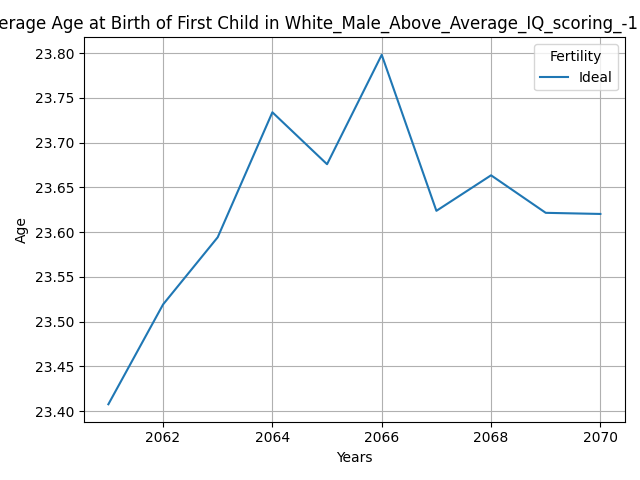 erage Age at Birth of First Child in White_Male_Above_Average_IQ_scoring_-1
Fertility
Ideal
23.80
23.75
23.70
23.65
23.60
23.55
23.50
23.45
23.40
Age
2062 2064 2066 2068 2070
Years